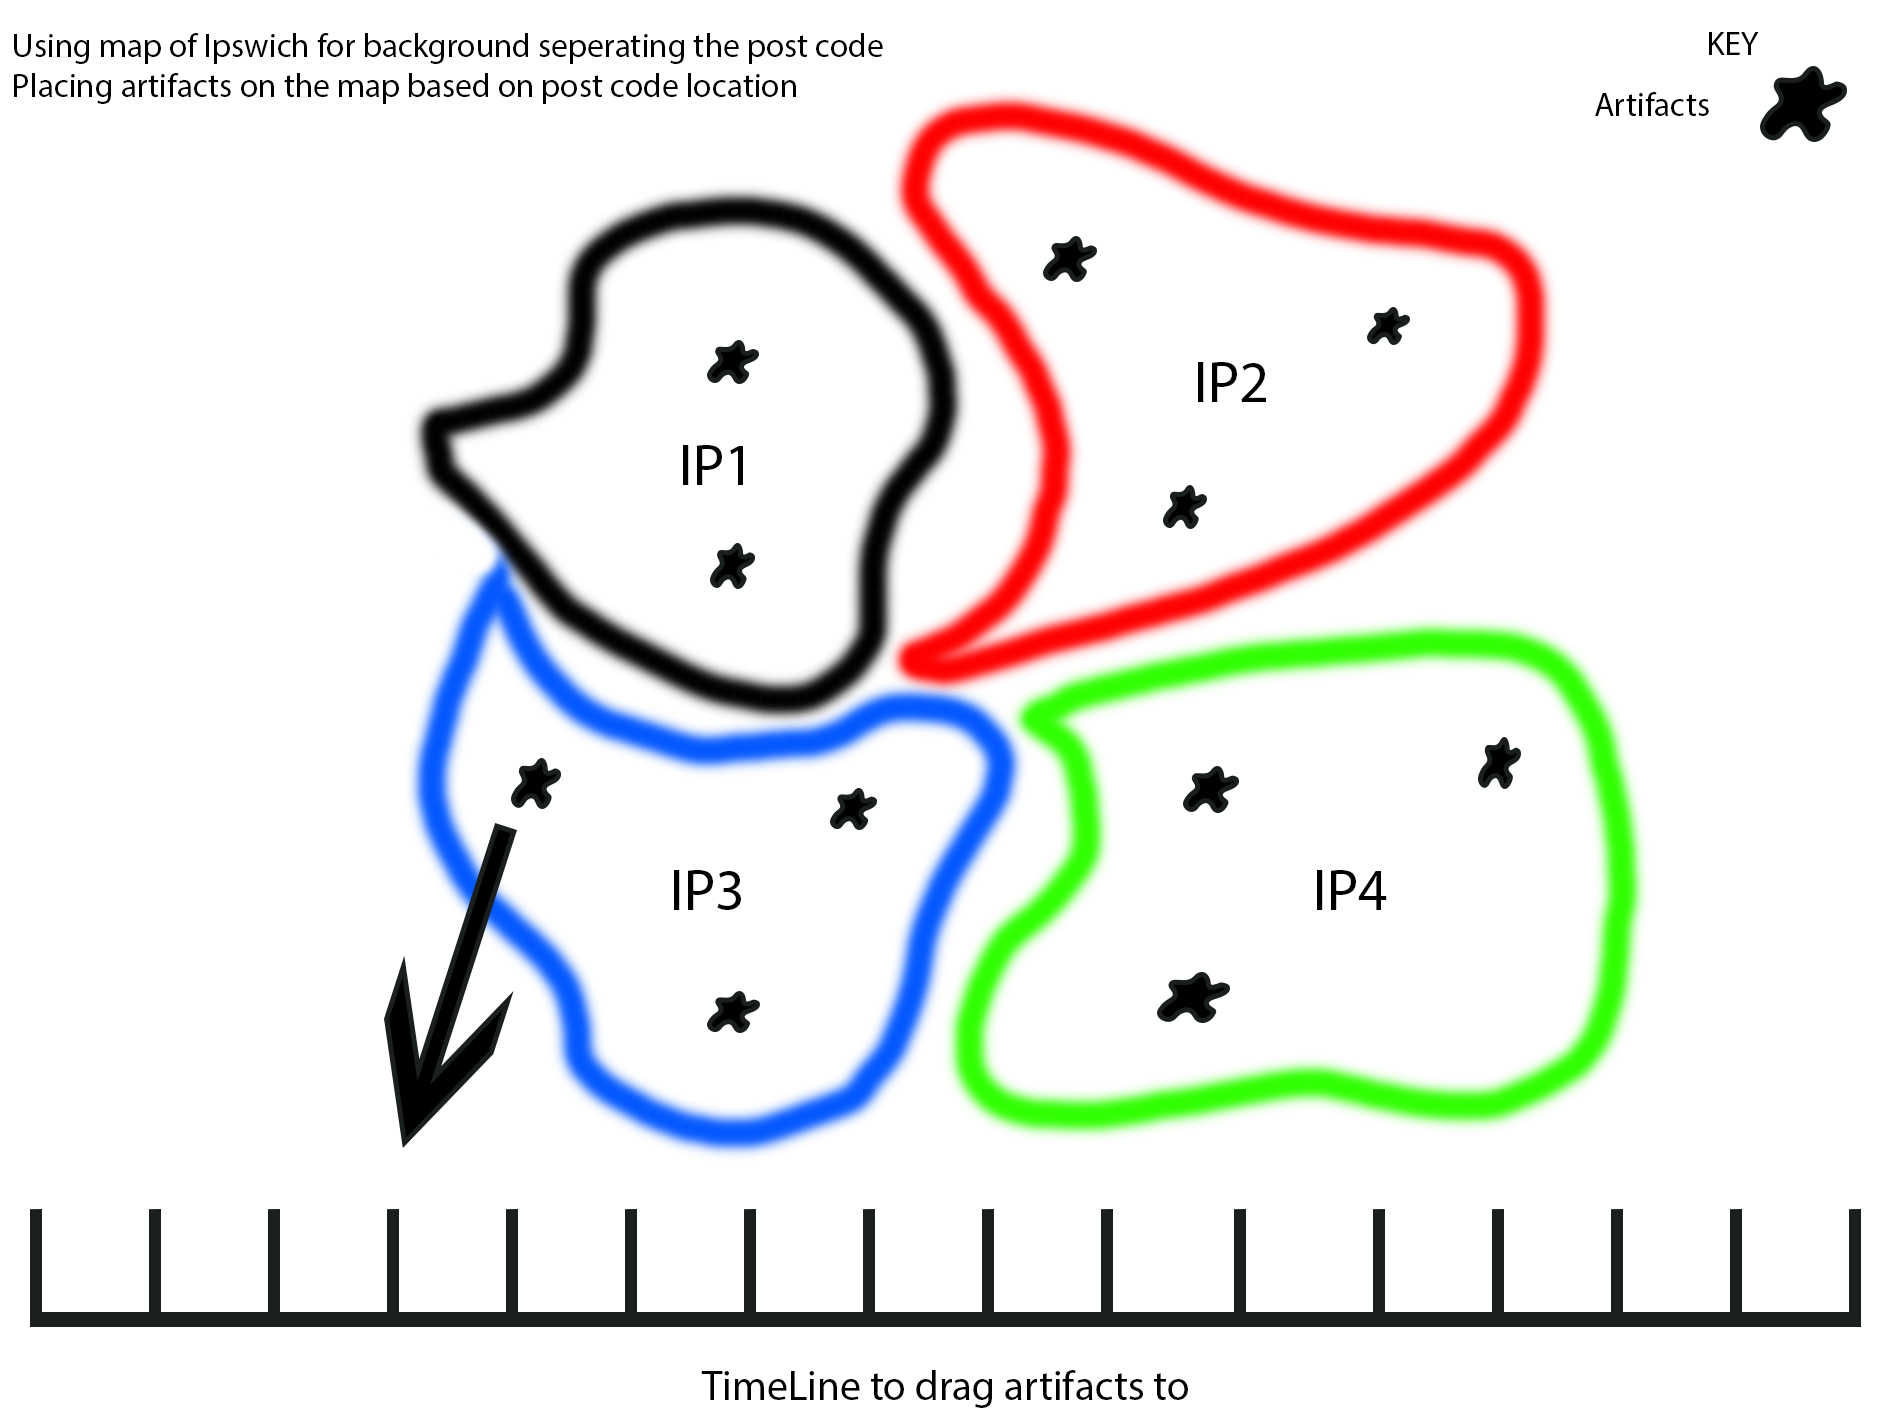 Using map of Ipswich for background seperating the post code
Placing artifacts on the map based on post code location
KEY
Artifacts
IP1
IP2
IP3
IP4
TimeLine to drag artifacts to